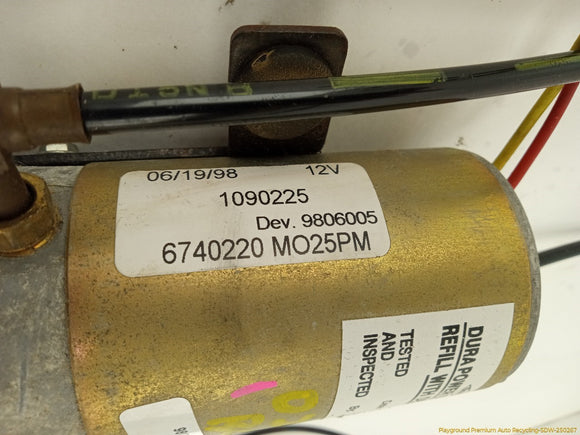 06/19/98 12V
1090225
Dev. 9806005
6740220 MO25PM
DURA
REFILL WITH
TESTED
AND
INSPECTED
98
Playground Premium Auto Recycling-SDW-250267